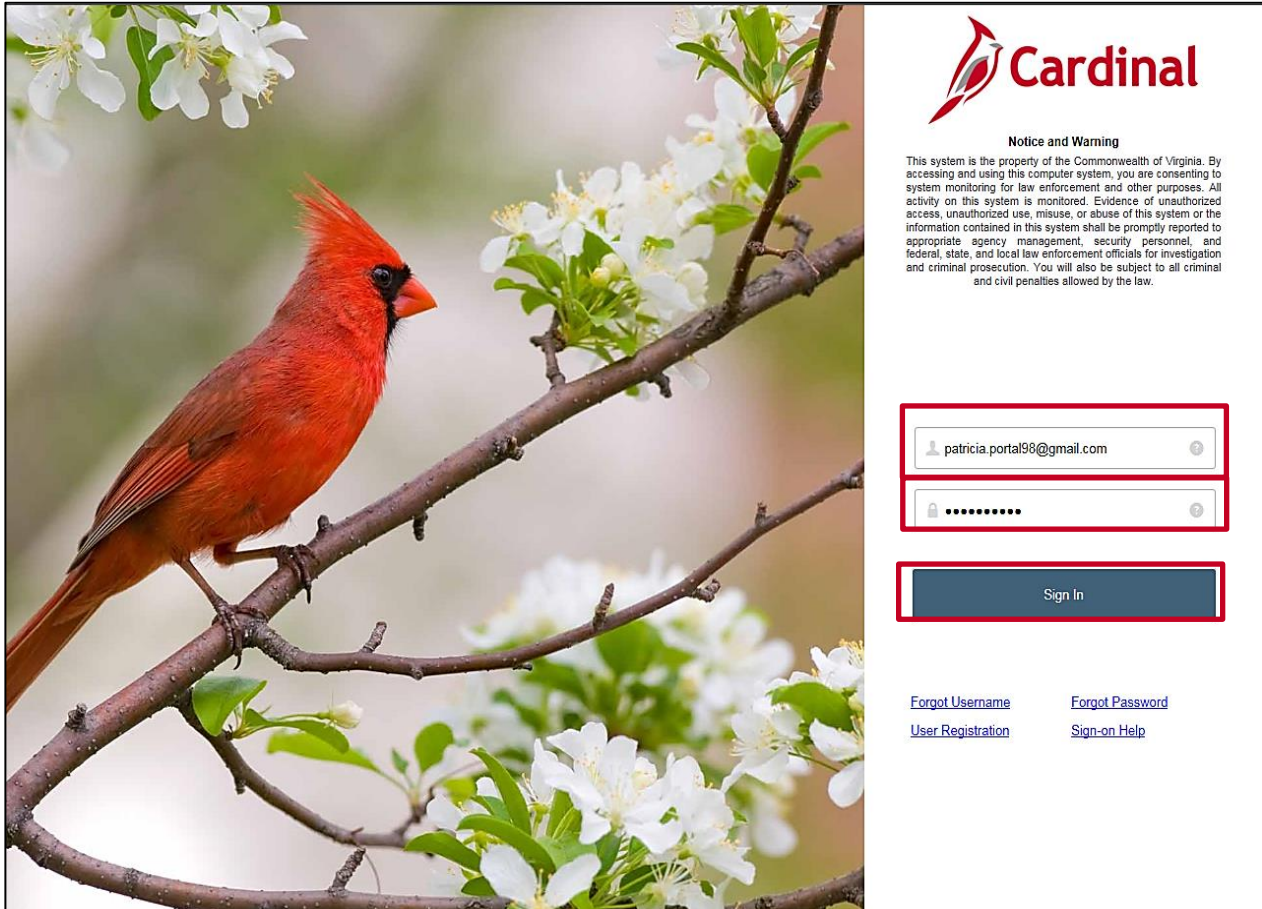 Cardinal
Notice and Warning
This system is the property of the Commonwealth of Virginia. By
accessing and using this computer system, you are consenting to
system monitoring for law enforcement and other purposes. All
activity on this system is monitored. Evidence of unauthorized
access, unauthorized use, misuse, or abuse of this system or the
information contained in this system shall be promptly reported to
appropriate agency management, security personnel, and
federal, state, and local law enforcement officials for investigation
and criminal prosecution. You will also be subject to all criminal
and civil penalties allowed by the law.
patricia.portal98@gmail.com ?
•••••••••• ?
Sign In
Forgot Username Forgot Password
User Registration Sign-on Help